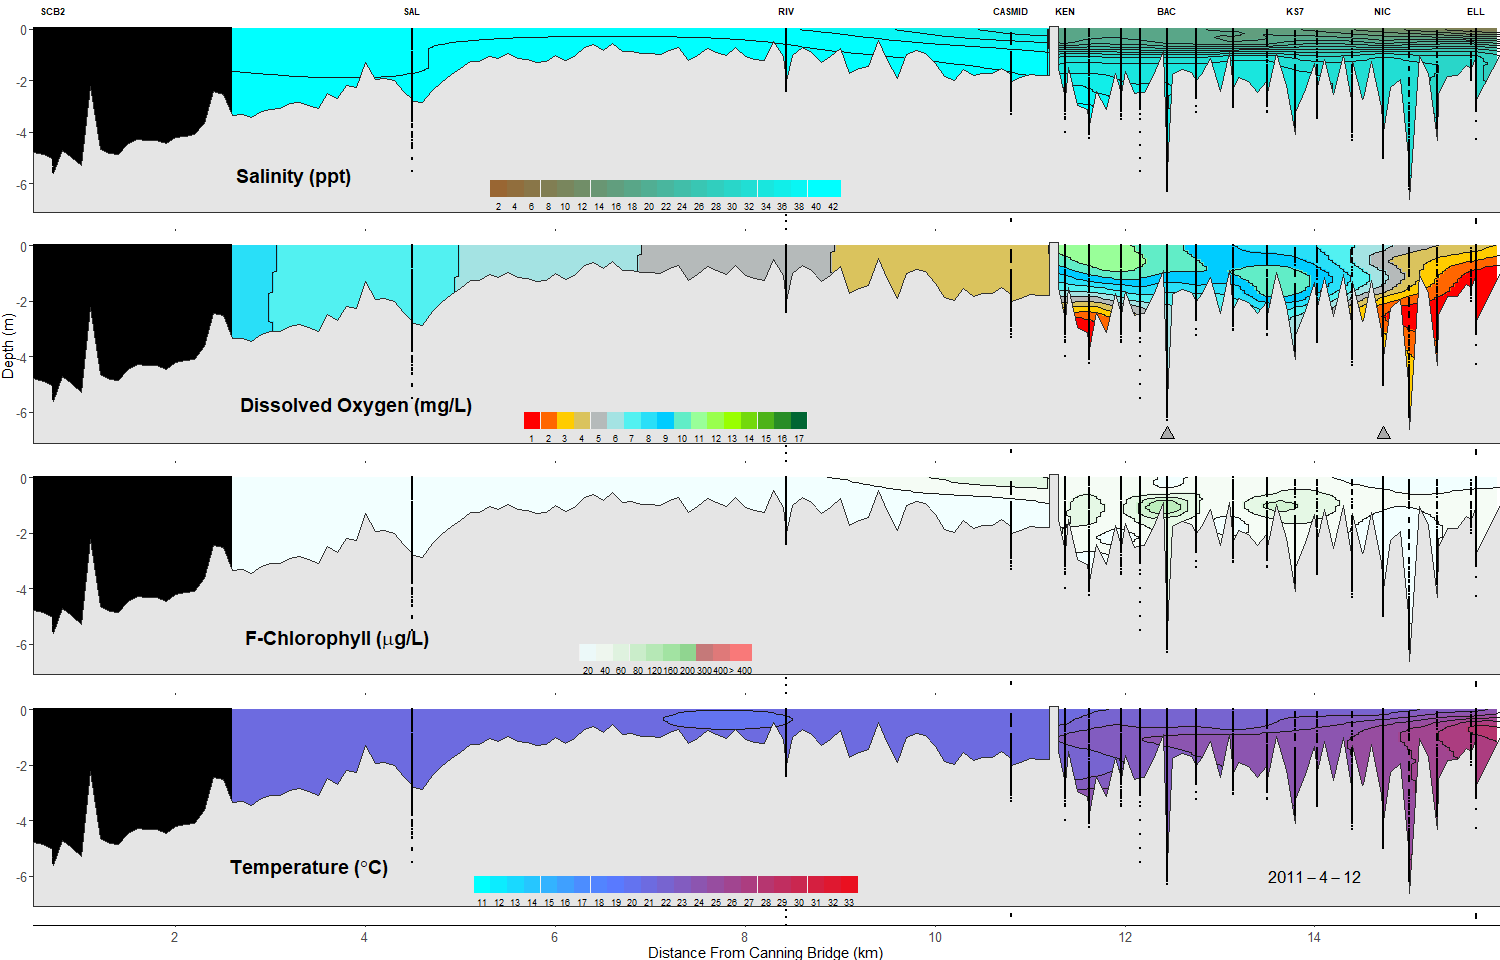 SCB2 SAL RIV CASMID KEN BAC KS7 NIC ELL
0
-2
-4
-6
Salinity (ppt)
2 4 6 8 10 12 14 16 18 20 22 24 26 28 30 32 34 36 38 40 42
0
-2
-4
-6
Depth (m)
Dissolved Oxygen (mg/L)
1 2 3 4 5 6 7 8 9 10 11 12 13 14 15 16 17
0
-2
-4
-6
F-Chlorophyll (μg/L)
20 40 60 80 120 160 200 300 400 > 400
0
-2
-4
-6
Temperature (°C)
2011 – 4 – 12
11 12 13 14 15 16 17 18 19 20 21 22 23 24 25 26 27 28 29 30 31 32 33
2 4 6 8 10 12 14
Distance From Canning Bridge (km)